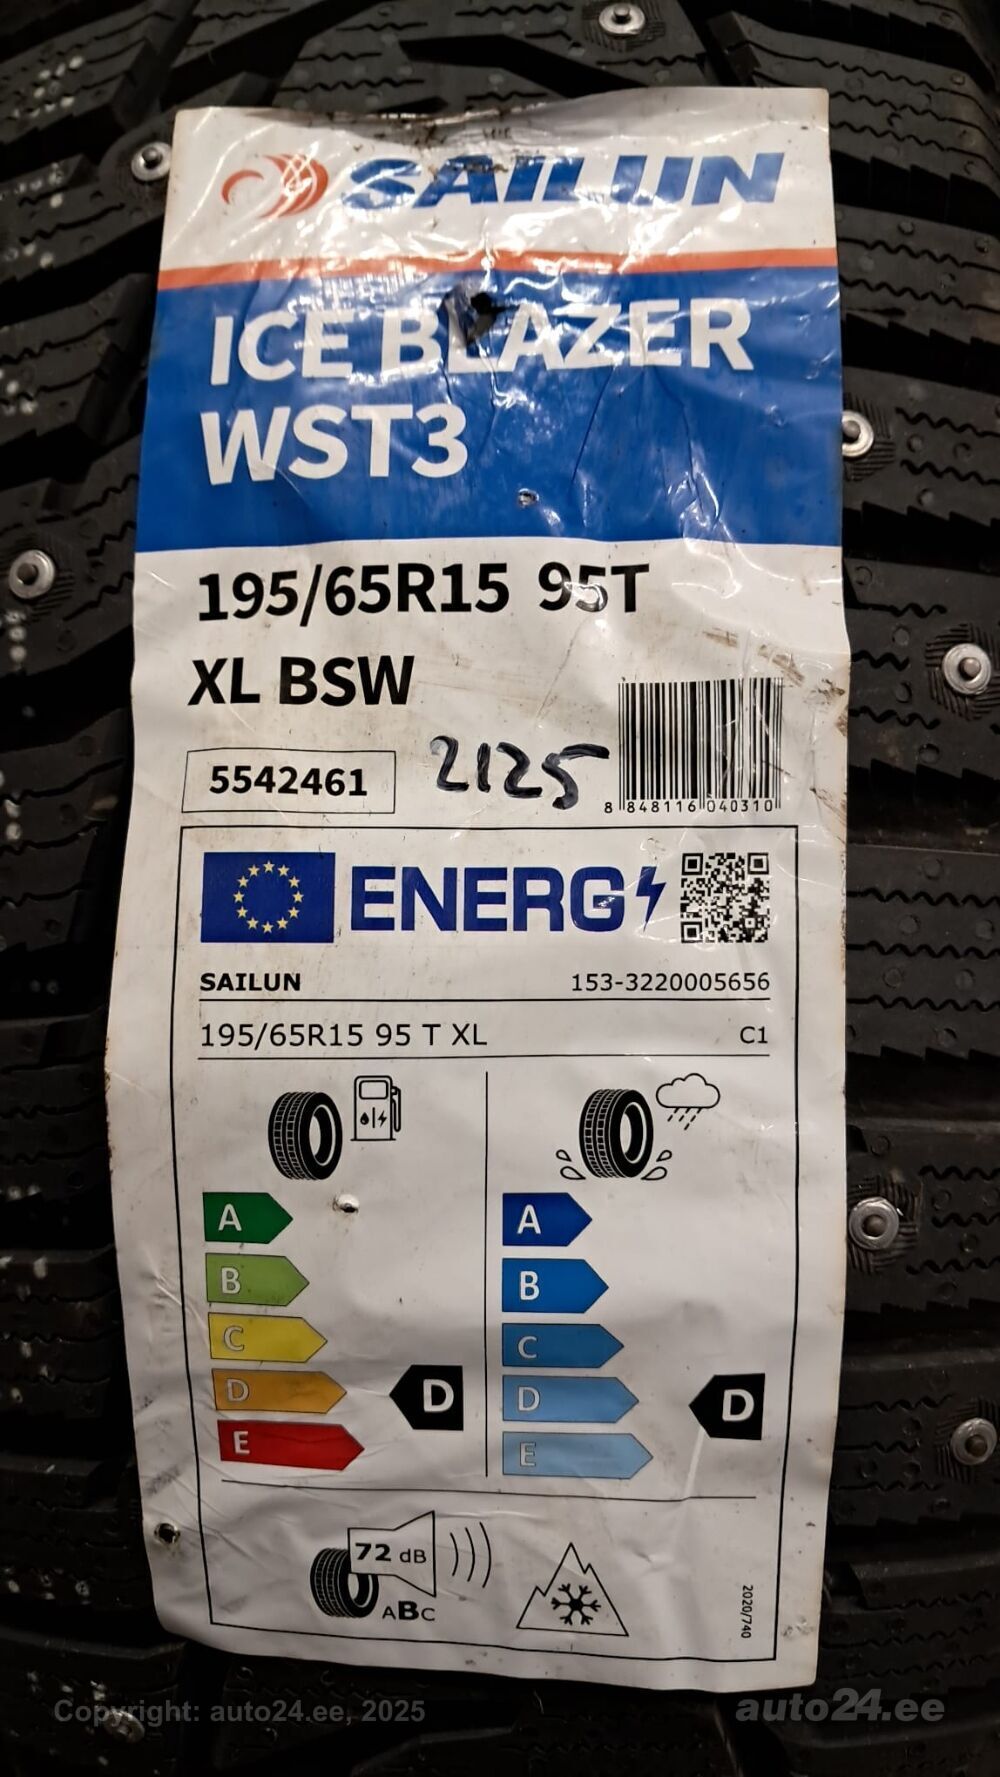 SAILUN
ICE BLAZER
WST3
195/65R15 95T
XL BSW
5542461
2125
8 848116 040310
ENERG
SAILUN 153-3220005656
195/65R15 95 T XL C1
A A
B B
C C
D D D D
E E
72 dB
ABC
2020/740
Copyright: auto24.ee, 2025
auto24.ee